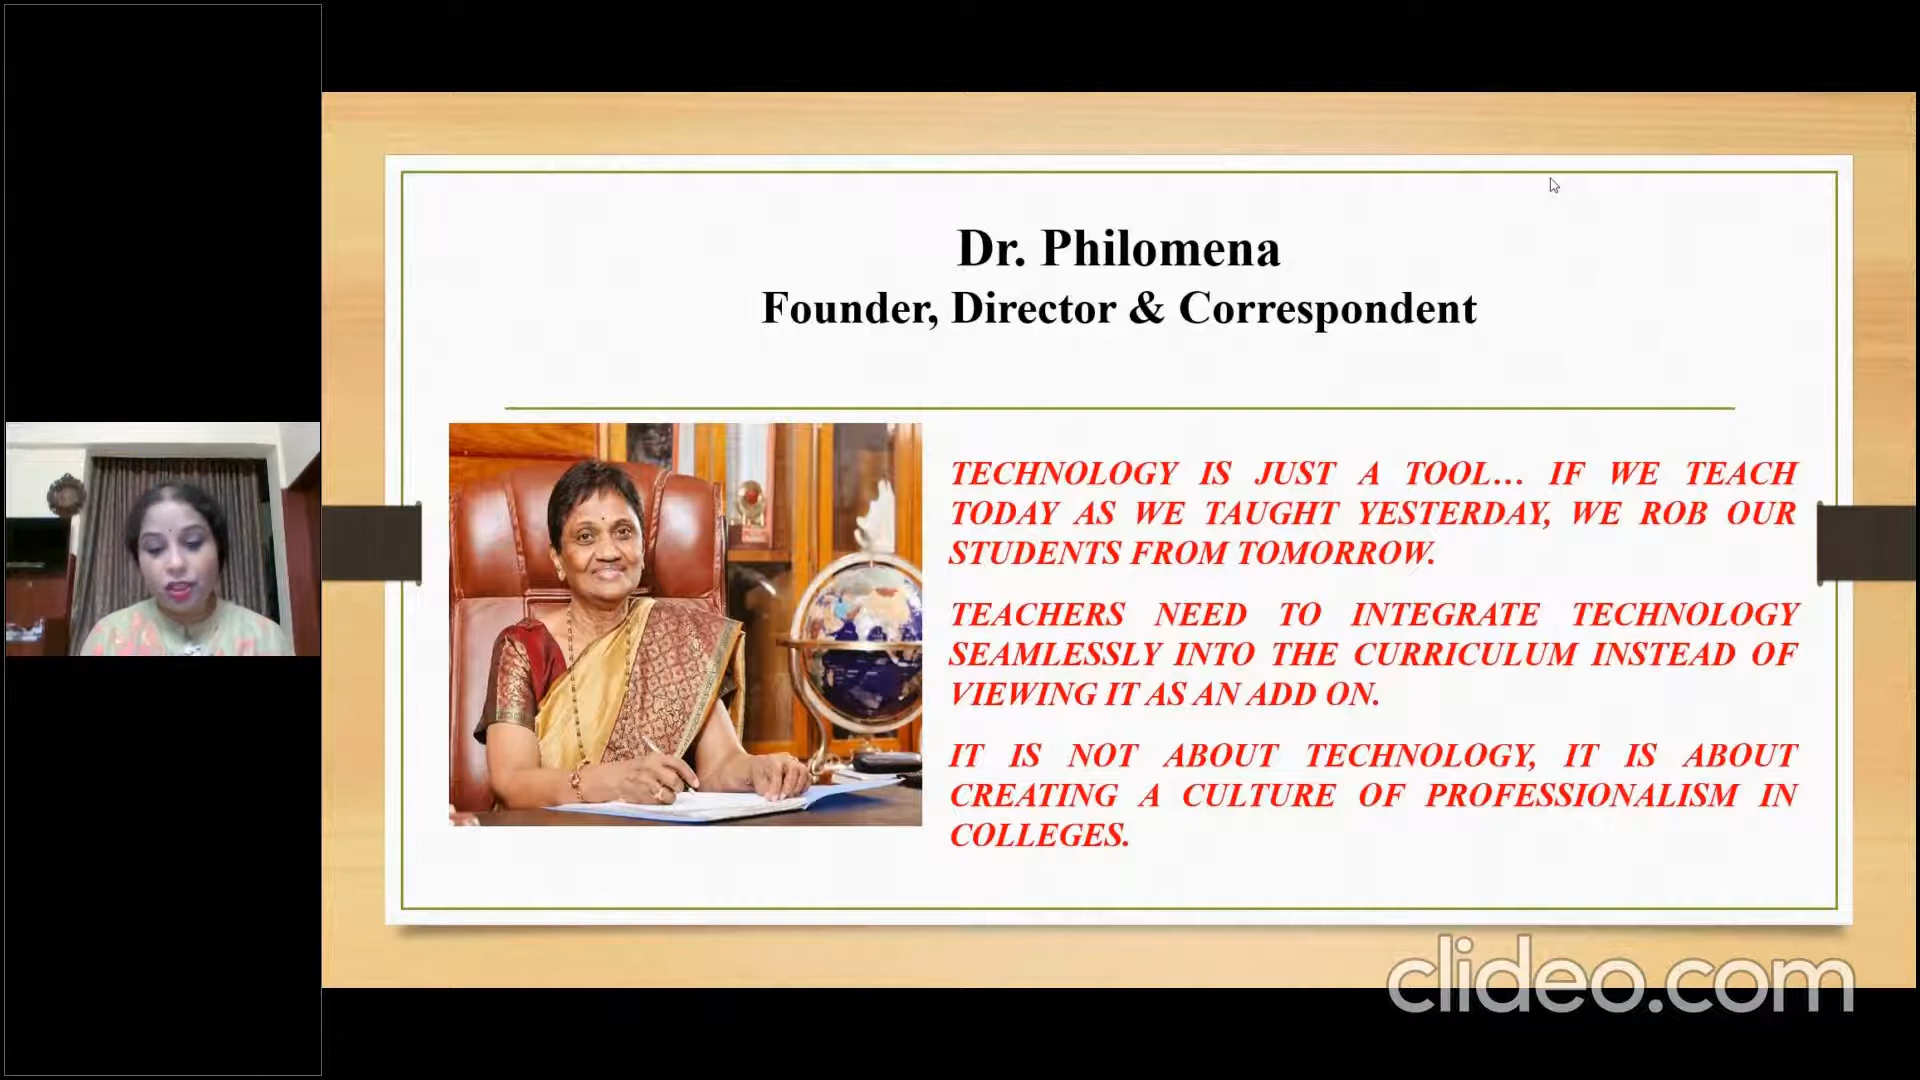 Dr. Philomena
Founder, Director & Correspondent
TECHNOLOGY IS JUST A TOOL… IF WE TEACH
TODAY AS WE TAUGHT YESTERDAY, WE ROB OUR
STUDENTS FROM TOMORROW.
TEACHERS NEED TO INTEGRATE TECHNOLOGY
SEAMLESSLY INTO THE CURRICULUM INSTEAD OF
VIEWING IT AS AN ADD ON.
IT IS NOT ABOUT TECHNOLOGY, IT IS ABOUT
CREATING A CULTURE OF PROFESSIONALISM IN
COLLEGES.
clideo.com